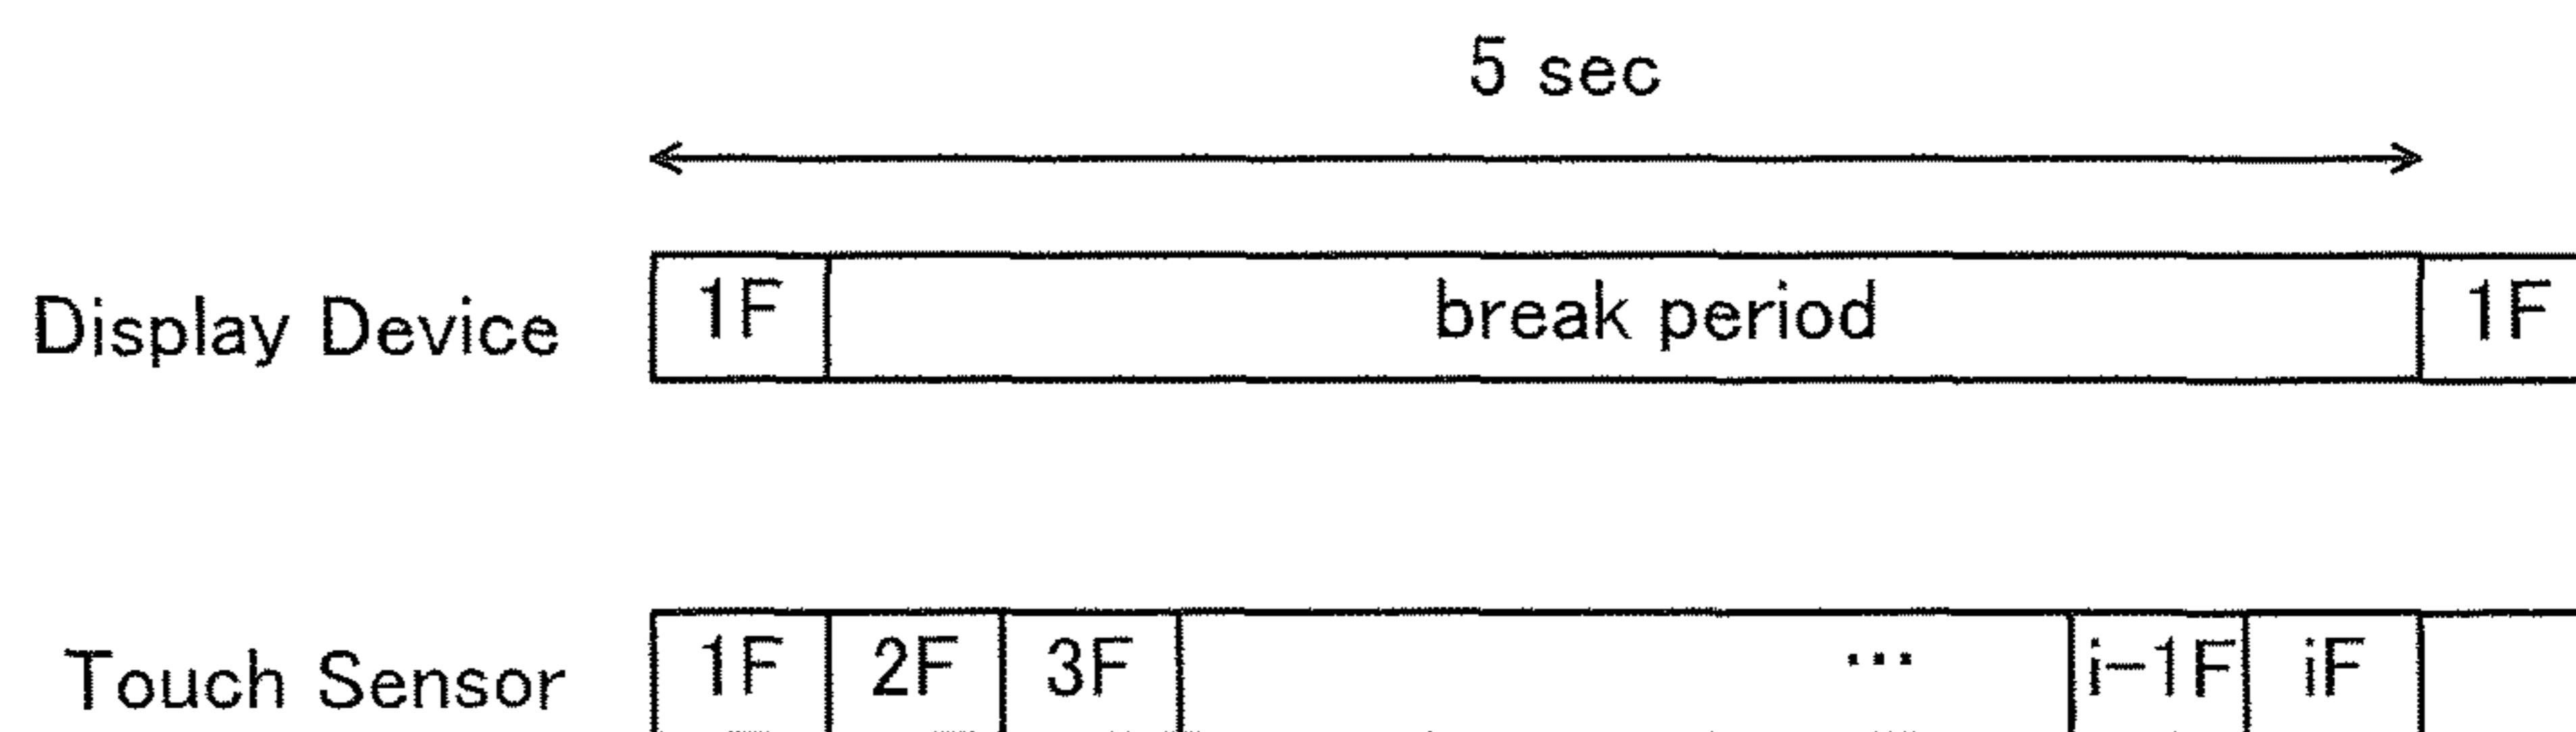 5 sec
Display Device 1F break period 1F
Touch Sensor 1F 2F 3F ... i-1F iF